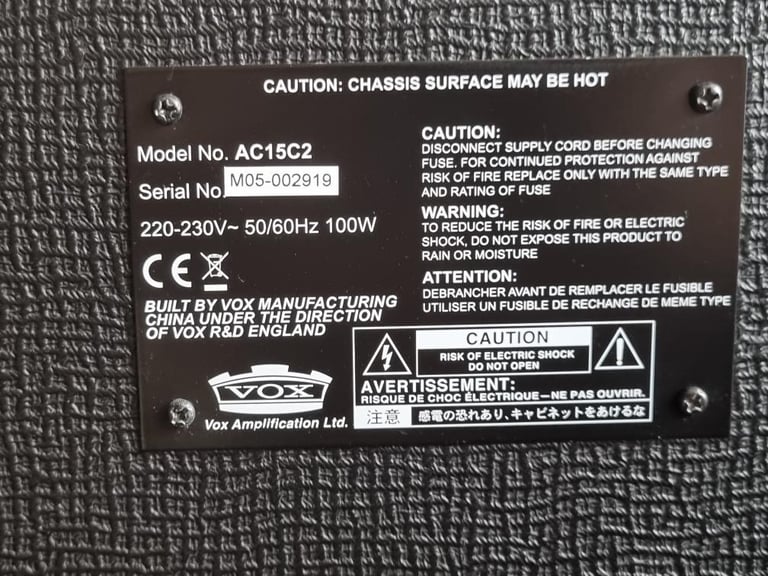 CAUTION: CHASSIS SURFACE MAY BE HOT
Model No. AC15C2
Serial No. M05-002919
220-230V~ 50/60Hz 100W
CE
BUILT BY VOX MANUFACTURING
CHINA UNDER THE DIRECTION
OF VOX R&D ENGLAND
VOX
Vox Amplification Ltd.
CAUTION:
DISCONNECT SUPPLY CORD BEFORE CHANGING
FUSE. FOR CONTINUED PROTECTION AGAINST
RISK OF FIRE REPLACE ONLY WITH THE SAME TYPE
AND RATING OF FUSE
WARNING:
TO REDUCE THE RISK OF FIRE OR ELECTRIC
SHOCK, DO NOT EXPOSE THIS PRODUCT TO
RAIN OR MOISTURE
ATTENTION:
DEBRANCHER AVANT DE REMPLACER LE FUSIBLE
UTILISER UN FUSIBLE DE RECHANGE DE MEME TYPE
CAUTION
RISK OF ELECTRIC SHOCK
DO NOT OPEN
AVERTISSEMENT:
RISQUE DE CHOC ÉLECTRIQUE—NE PAS OUVRIR.
注意 感電の恐れあり、キャビネットをあけるな